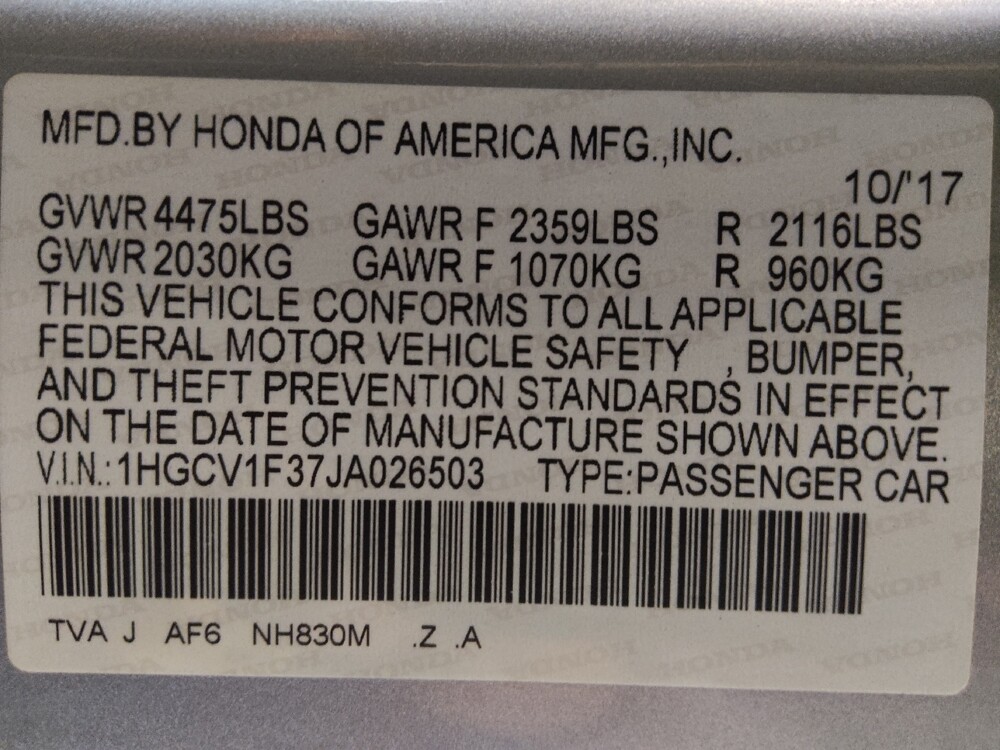 MFD.BY HONDA OF AMERICA MFG.,INC.
10/'17
GVWR 4475LBS GAWR F 2359LBS R 2116LBS
GVWR 2030KG GAWR F 1070KG R 960KG
THIS VEHICLE CONFORMS TO ALL APPLICABLE
FEDERAL MOTOR VEHICLE SAFETY , BUMPER,
AND THEFT PREVENTION STANDARDS IN EFFECT
ON THE DATE OF MANUFACTURE SHOWN ABOVE.
V.I.N.: 1HGCV1F37JA026503 TYPE:PASSENGER CAR
TVA J AF6 NH830M .Z .A